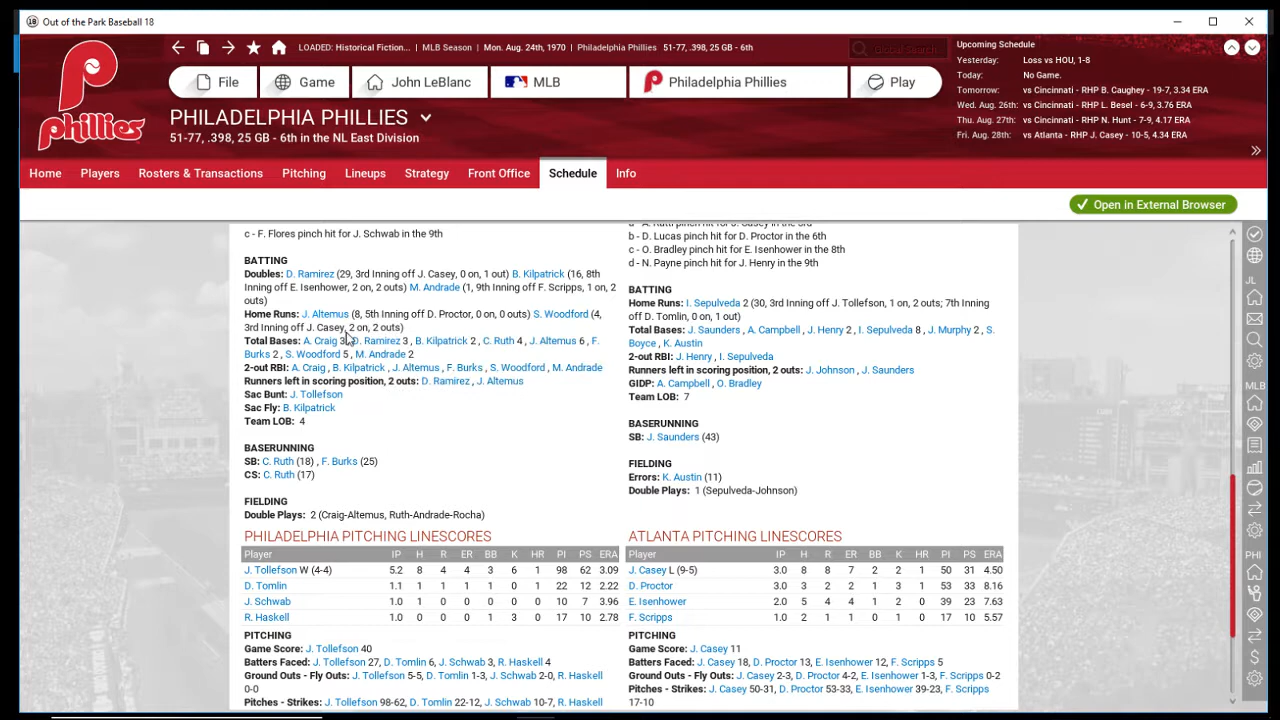 Out of the Park Baseball 18
LOADED: Historical Fiction... | MLB Season | Mon. Aug. 24th, 1970 | Philadelphia Phillies 51-77, .398, 25 GB - 6th
Global Search
File
Game
John LeBlanc
MLB
Philadelphia Phillies
Play
Upcoming Schedule
Yesterday: Loss vs HOU, 1-8
Today: No Game.
Tomorrow: vs Cincinnati - RHP B. Caughey - 19-7, 3.34 ERA
Wed. Aug. 26th: vs Cincinnati - RHP L. Besel - 6-9, 3.76 ERA
Thu. Aug. 27th: vs Cincinnati - RHP N. Hunt - 7-9, 4.17 ERA
Fri. Aug. 28th: vs Atlanta - RHP J. Casey - 10-5, 4.34 ERA
Phillies
PHILADELPHIA PHILLIES
51-77, .398, 25 GB - 6th in the NL East Division
Home Players Rosters & Transactions Pitching Lineups Strategy Front Office Schedule Info
Open in External Browser
c - F. Flores pinch hit for J. Schwab in the 9th
BATTING
Doubles: D. Ramirez (29, 3rd Inning off J. Casey, 0 on, 1 out) B. Kilpatrick (16, 8th
Inning off E. Isenhower, 2 on, 2 outs) M. Andrade (1, 9th Inning off F. Scripps, 1 on, 2
outs)
Home Runs: J. Altemus (8, 5th Inning off D. Proctor, 0 on, 0 outs) S. Woodford (4,
3rd Inning off J. Casey, 2 on, 2 outs)
Total Bases: A. Craig 3, D. Ramirez 3 , B. Kilpatrick 2 , C. Ruth 4 , J. Altemus 6 , F.
Burks 2 , S. Woodford 5 , M. Andrade 2
2-out RBI: A. Craig , B. Kilpatrick , J. Altemus , F. Burks , S. Woodford , M. Andrade
Runners left in scoring position, 2 outs: D. Ramirez , J. Altemus
Sac Bunt: J. Tollefson
Sac Fly: B. Kilpatrick
Team LOB: 4
BASERUNNING
SB: C. Ruth (18) , F. Burks (25)
CS: C. Ruth (17)
FIELDING
Double Plays: 2 (Craig-Altemus, Ruth-Andrade-Rocha)
b - D. Lucas pinch hit for D. Proctor in the 6th
c - O. Bradley pinch hit for E. Isenhower in the 8th
d - N. Payne pinch hit for J. Henry in the 9th
BATTING
Home Runs: I. Sepulveda 2 (30, 3rd Inning off J. Tollefson, 1 on, 2 outs; 7th Inning
off D. Tomlin, 0 on, 1 out)
Total Bases: J. Saunders , A. Campbell , J. Henry 2 , I. Sepulveda 8 , J. Murphy 2 , S.
Boyce , K. Austin
2-out RBI: J. Henry , I. Sepulveda
Runners left in scoring position, 2 outs: J. Johnson , J. Saunders
GIDP: A. Campbell , O. Bradley
Team LOB: 7
BASERUNNING
SB: J. Saunders (43)
FIELDING
Errors: K. Austin (11)
Double Plays: 1 (Sepulveda-Johnson)
PHILADELPHIA PITCHING LINESCORES
Player IP H R ER BB K HR PI PS ERA
J. Tollefson W (4-4) 5.2 8 4 4 3 6 1 98 62 3.09
D. Tomlin 1.1 1 1 1 0 1 22 12 2.22
J. Schwab 1.0 1 0 0 0 0 0 10 7 3.96
R. Haskell 1.0 0 0 0 1 3 0 17 10 2.78
PITCHING
Game Score: J. Tollefson 40
Batters Faced: J. Tollefson 27, D. Tomlin 6, J. Schwab 3, R. Haskell 4
Ground Outs - Fly Outs: J. Tollefson 5-5, D. Tomlin 1-3, J. Schwab 2-0, R. Haskell
0-0
Pitches - Strikes: J. Tollefson 98-62, D. Tomlin 22-12, J. Schwab 10-7, R. Haskell
ATLANTA PITCHING LINESCORES
Player IP H R ER BB K HR PI PS ERA
J. Casey L (9-5) 3.0 8 8 7 2 2 1 50 31 4.50
D. Proctor 3.0 3 2 2 1 3 1 53 33 8.16
E. Isenhower 2.0 5 4 4 1 2 0 39 23 7.63
F. Scripps 1.0 2 1 1 0 1 0 17 10 5.57
PITCHING
Game Score: J. Casey 11
Batters Faced: J. Casey 18, D. Proctor 13, E. Isenhower 12, F. Scripps 5
Ground Outs - Fly Outs: J. Casey 2-3, D. Proctor 4-2, E. Isenhower 1-3, F. Scripps 0-2
Pitches - Strikes: J. Casey 50-31, D. Proctor 53-33, E. Isenhower 39-23, F. Scripps
17-10
JL
MLB
PHI